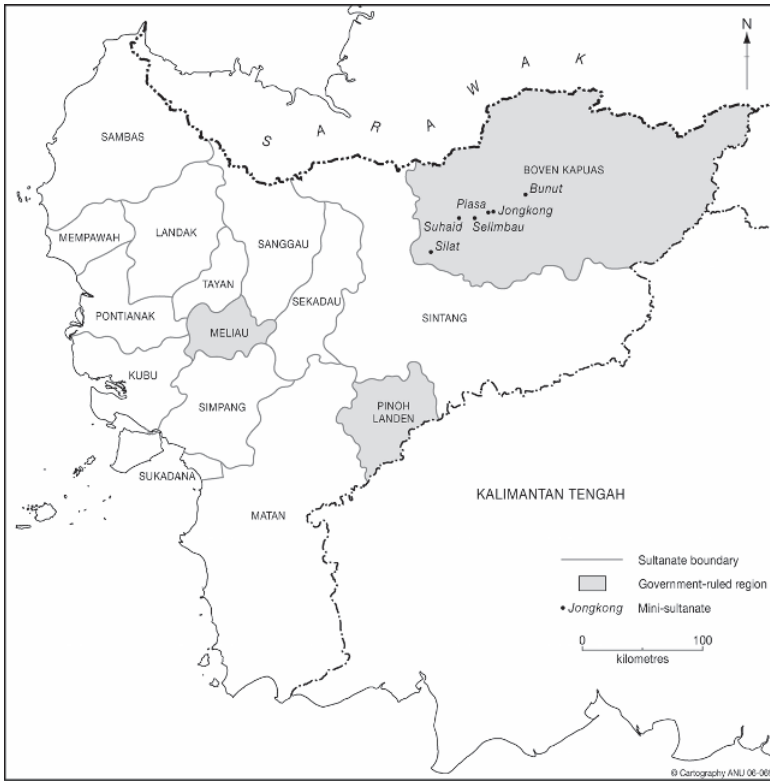 N
SARAWAK
SAMBAS
BOVEN KAPUAS
Bunut
Piasa
Jongkong
Suhaid
Selimbau
Silat
MEMPAWAH
LANDAK
SANGGAU
TAYAN
SEKADAU
PONTIANAK
MELIAU
SINTANG
KUBU
SIMPANG
PINOH
LANDEN
SUKADANA
MATAN
KALIMANTAN TENGAH
Sultanate boundary
Government-ruled region
Jongkong Mini-sultanate
0 100
kilometres
© Cartography ANU